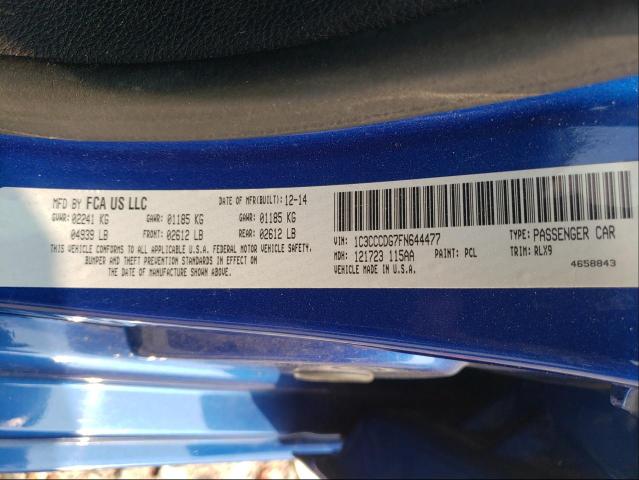 MFD BY FCA US LLC DATE OF MFR(BUILT):12-14
GVWR: 02241 KG GAWR: 01185 KG GAWR: 01185 KG
04939 LB FRONT: 02612 LB REAR: 02612 LB
THIS VEHICLE CONFORMS TO ALL APPLICABLE U.S.A. FEDERAL MOTOR VEHICLE SAFETY,
BUMPER AND THEFT PREVENTION STANDARDS IN EFFECT ON
THE DATE OF MANUFACTURE SHOWN ABOVE.
VIN: 1C3CCCDG7FN644477 TYPE: PASSENGER CAR
MDH: 121723 115AA PAINT: PCL TRIM: RLX9
MADE IN U.S.A. 4658843